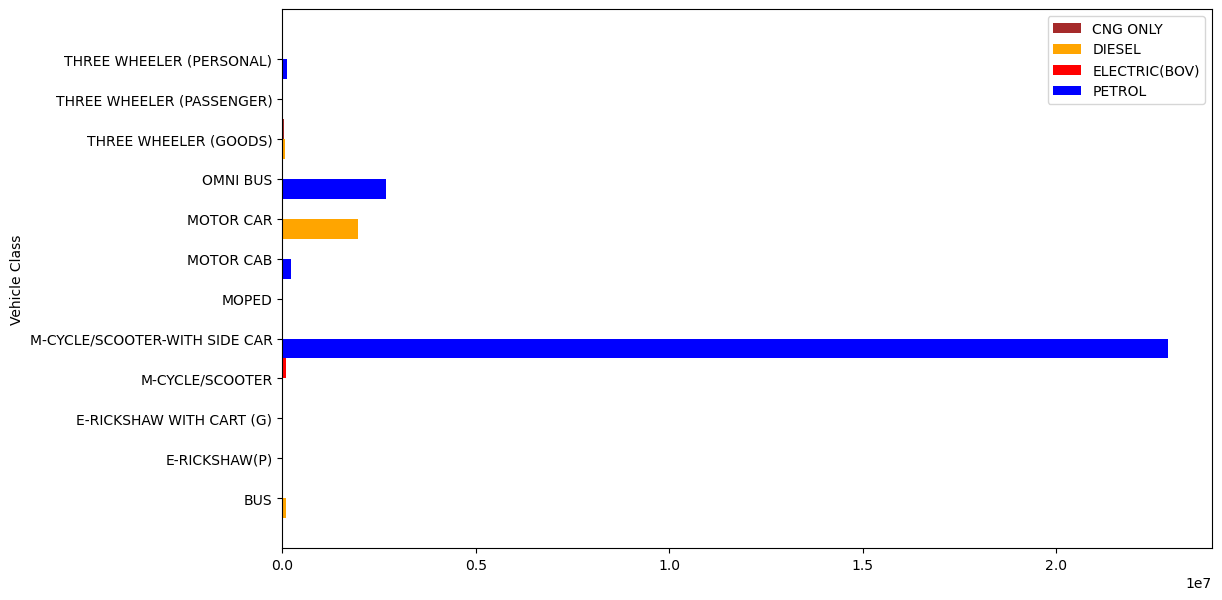 CNG ONLY
DIESEL
ELECTRIC(BOV)
PETROL
THREE WHEELER (PERSONAL)
THREE WHEELER (PASSENGER)
THREE WHEELER (GOODS)
OMNI BUS
MOTOR CAR
MOTOR CAB
MOPED
M-CYCLE/SCOOTER-WITH SIDE CAR
M-CYCLE/SCOOTER
E-RICKSHAW WITH CART (G)
E-RICKSHAW(P)
BUS
Vehicle Class
0.0 0.5 1.0 1.5 2.0
1e7